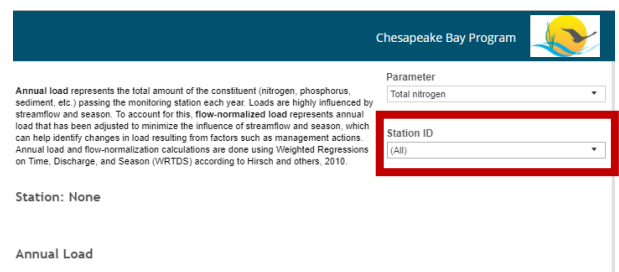 Chesapeake Bay Program
Parameter
Total nitrogen
Annual load represents the total amount of the constituent (nitrogen, phosphorus,
sediment, etc.) passing the monitoring station each year. Loads are highly influenced by
streamflow and season. To account for this, flow-normalized load represents annual
load that has been adjusted to minimize the influence of streamflow and season, which
can help identify changes in load resulting from factors such as management actions.
Annual load and flow-normalization calculations are done using Weighted Regressions
on Time, Discharge, and Season (WRTDS) according to Hirsch and others, 2010.
Station ID
(All)
Station: None
Annual Load